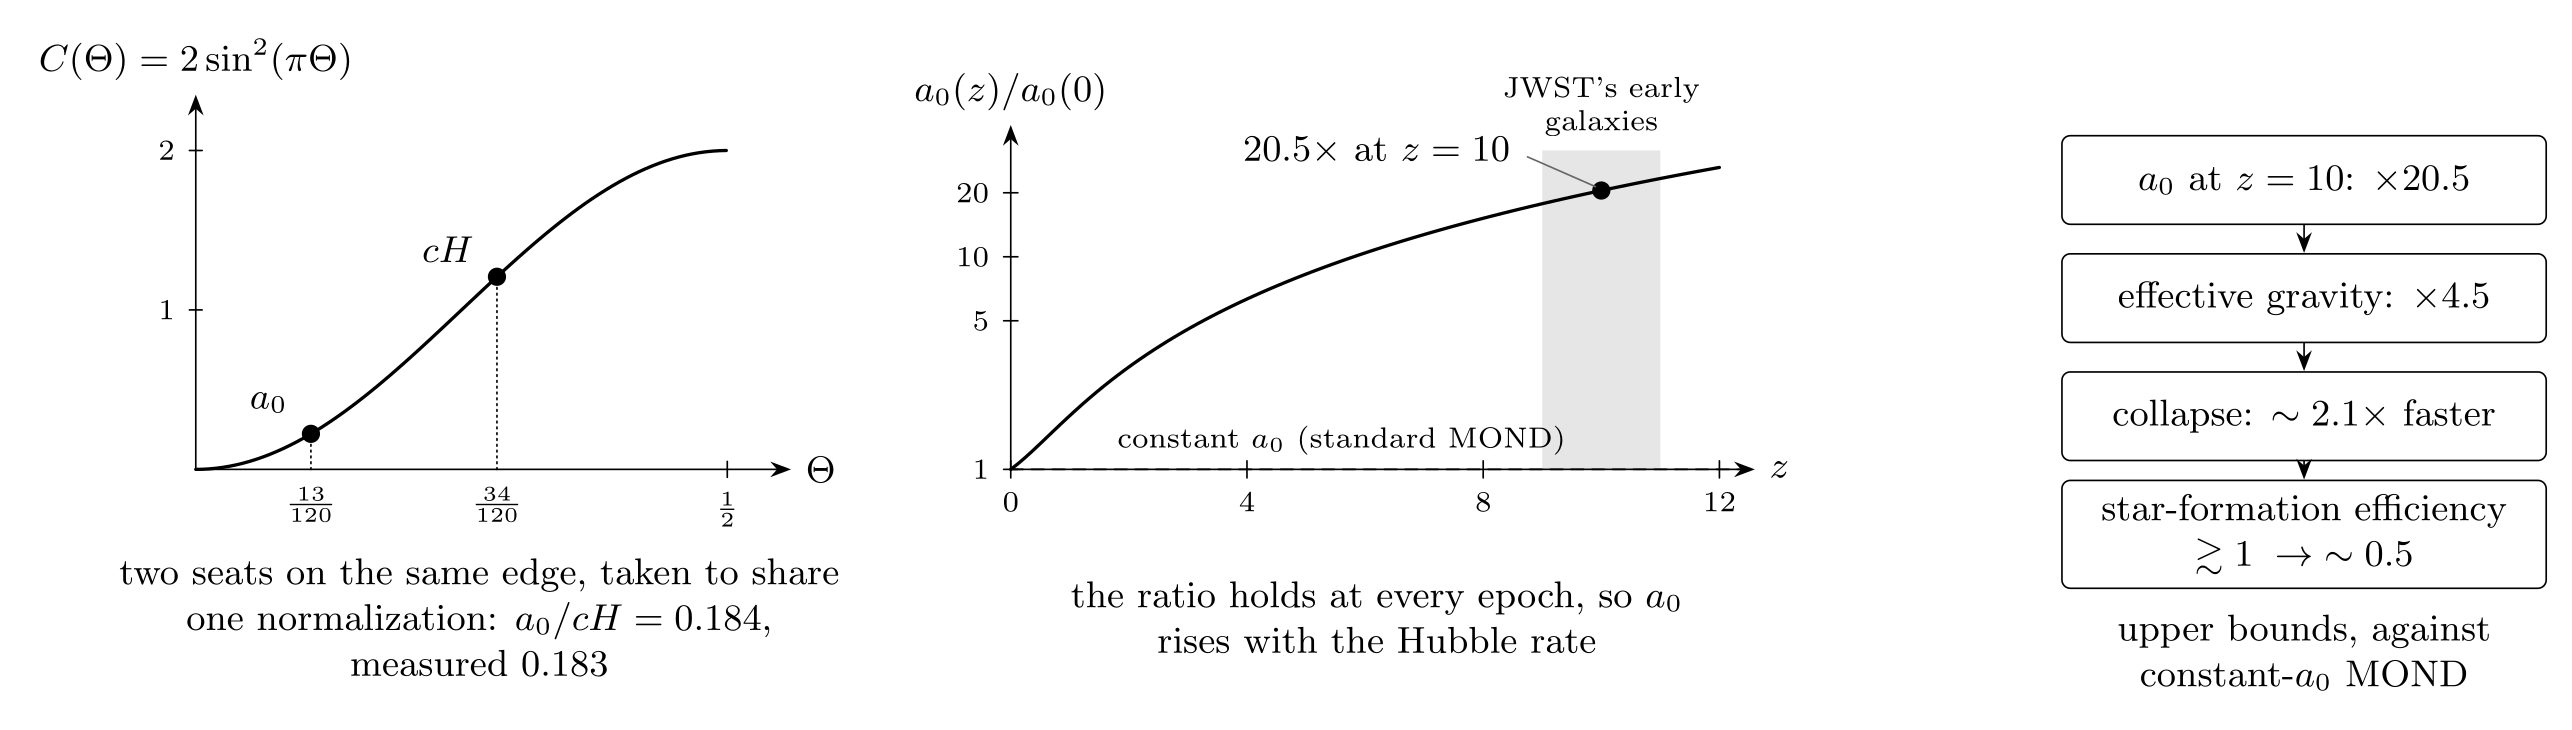 C(Θ) = 2 sin²(πΘ)
2
1
cH
a₀
Θ
13/120
34/120
1/2
two seats on the same edge, taken to share
one normalization: a₀/cH = 0.184,
measured 0.183
a₀(z)/a₀(0)
JWST's early
galaxies
20.5× at z = 10
20
10
5
1
constant a₀ (standard MOND)
z
0 4 8 12
the ratio holds at every epoch, so a₀
rises with the Hubble rate
a₀ at z = 10: ×20.5
effective gravity: ×4.5
collapse: ∼ 2.1× faster
star-formation efficiency
≳ 1 → ∼ 0.5
upper bounds, against
constant-a₀ MOND